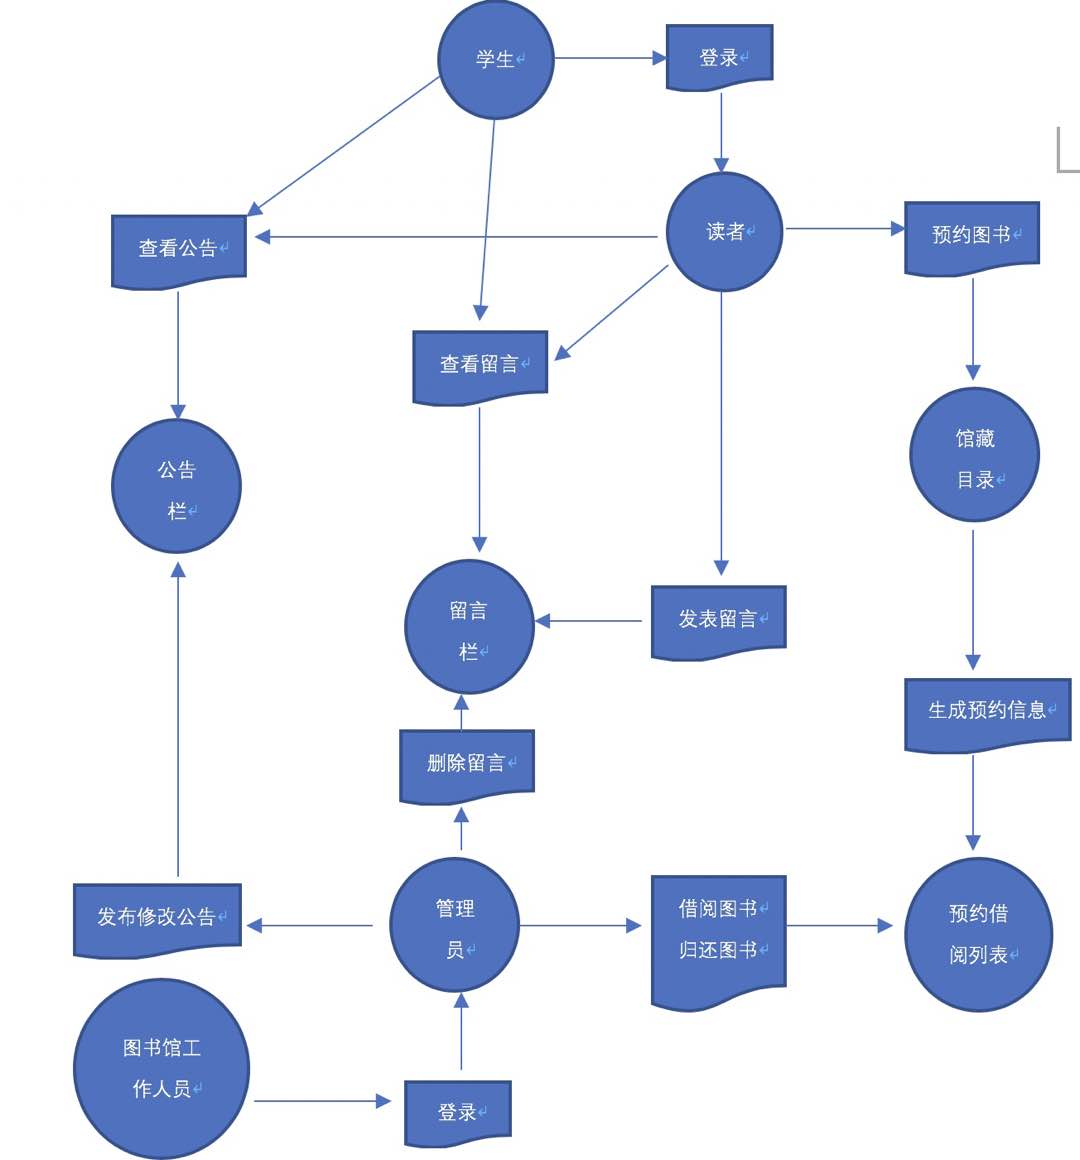 学生
登录
读者
查看公告
预约图书
查看留言
馆藏
目录
公告
栏
留言
栏
发表留言
生成预约信息
删除留言
发布修改公告
管理
员
借阅图书
归还图书
预约借
阅列表
图书馆工
作人员
登录